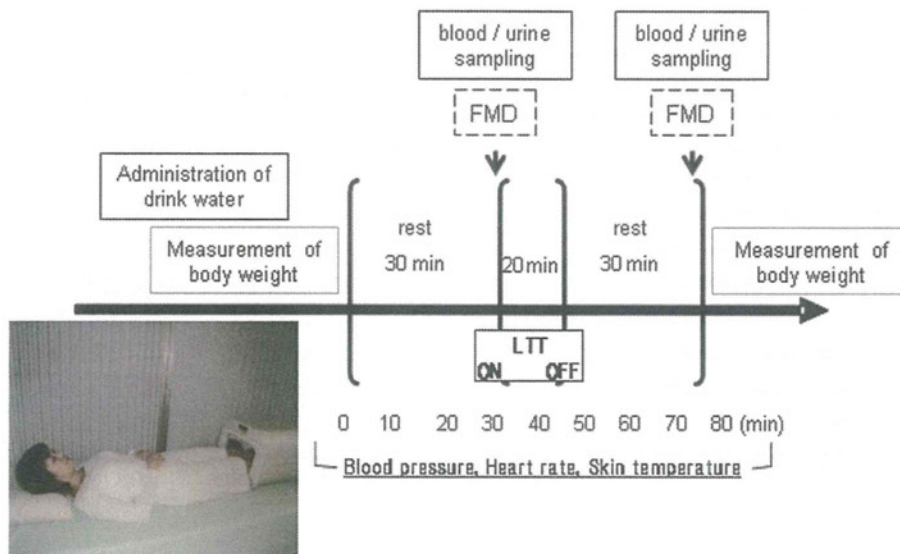 blood / urine
sampling
blood / urine
sampling
FMD
FMD
Administration of
drink water
Measurement of
body weight
rest
30 min
20 min
rest
30 min
Measurement of
body weight
LTT
ON OFF
0 10 20 30 40 50 60 70 80 (min)
Blood pressure, Heart rate, Skin temperature